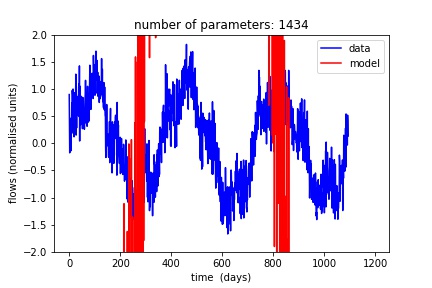 number of parameters: 1434
2.0
1.5
1.0
0.5
0.0
−0.5
−1.0
−1.5
−2.0
flows (normalised units)
data
model
0 200 400 600 800 1000 1200
time (days)